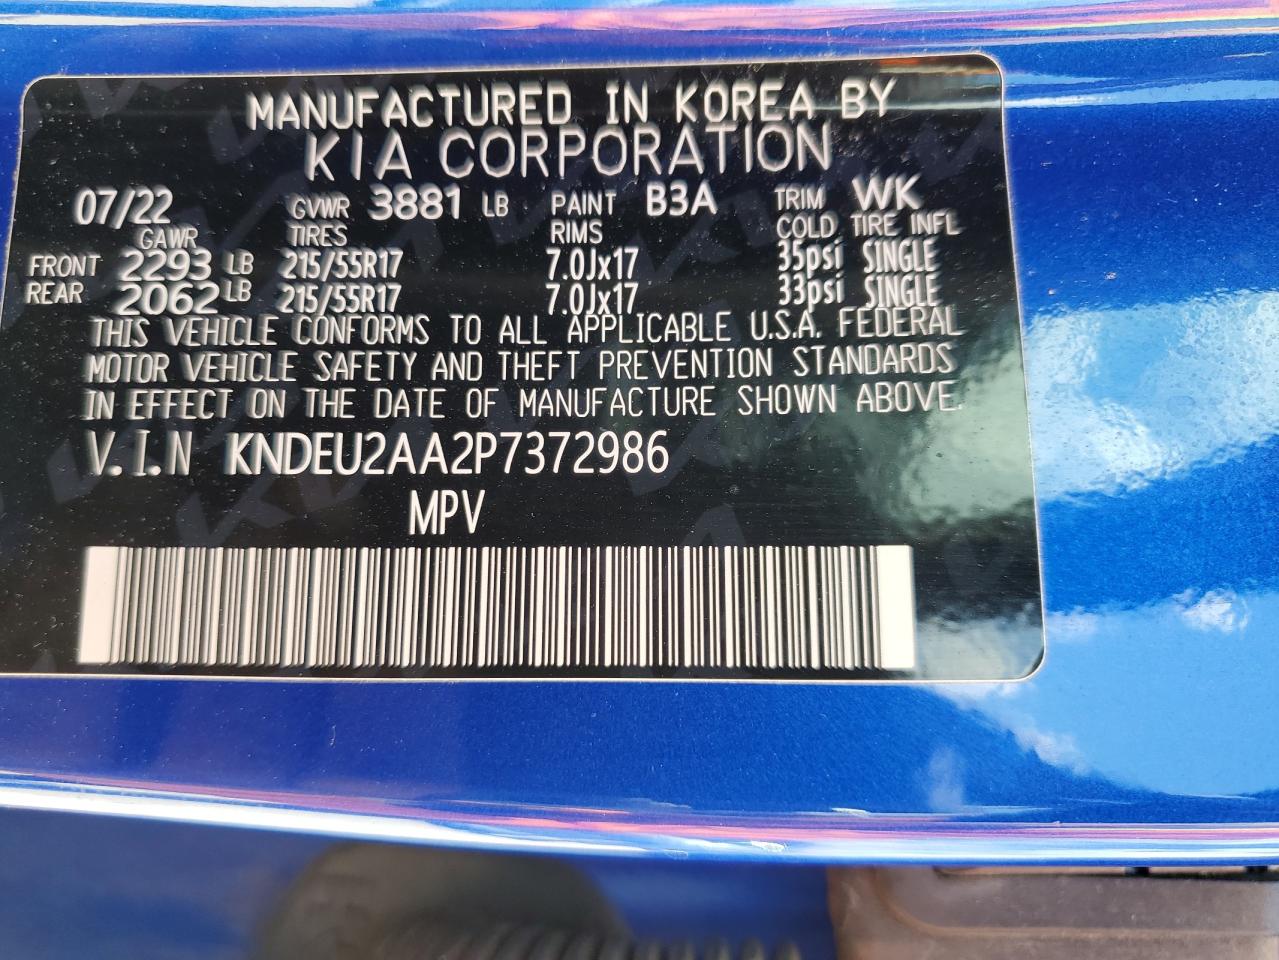 MANUFACTURED IN KOREA BY
KIA CORPORATION
07/22 GVWR 3881 LB PAINT B3A TRIM WK
GAWR TIRES RIMS COLD TIRE INFL
FRONT 2293 LB 215/55R17 7.0Jx17 35psi SINGLE
REAR 2062 LB 215/55R17 7.0Jx17 33psi SINGLE
THIS VEHICLE CONFORMS TO ALL APPLICABLE U.S.A. FEDERAL
MOTOR VEHICLE SAFETY AND THEFT PREVENTION STANDARDS
IN EFFECT ON THE DATE OF MANUFACTURE SHOWN ABOVE.
V.I.N KNDEU2AA2P7372986
MPV